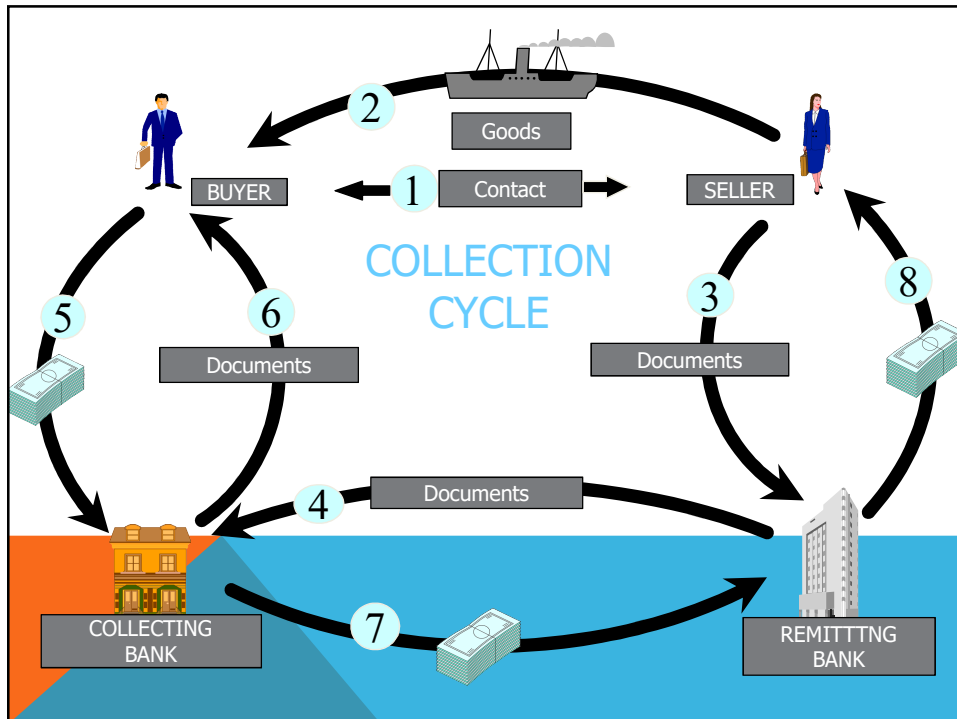 2
Goods
1
Contact
BUYER
SELLER
COLLECTION
CYCLE
5
6
3
8
Documents
Documents
4
Documents
7
COLLECTING
BANK
REMITTTNG
BANK